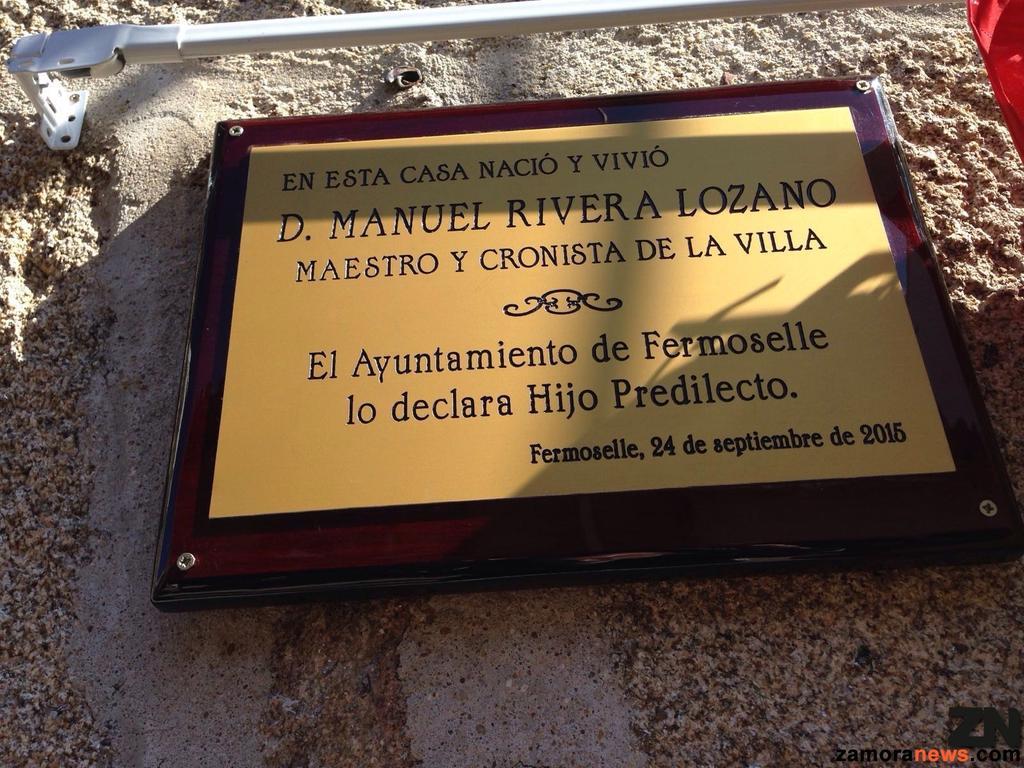 EN ESTA CASA NACIÓ Y VIVIÓ
D. MANUEL RIVERA LOZANO
MAESTRO Y CRONISTA DE LA VILLA
El Ayuntamiento de Fermoselle
lo declara Hijo Predilecto.
Fermoselle, 24 de septiembre de 2015
ZN
zamoranews.com